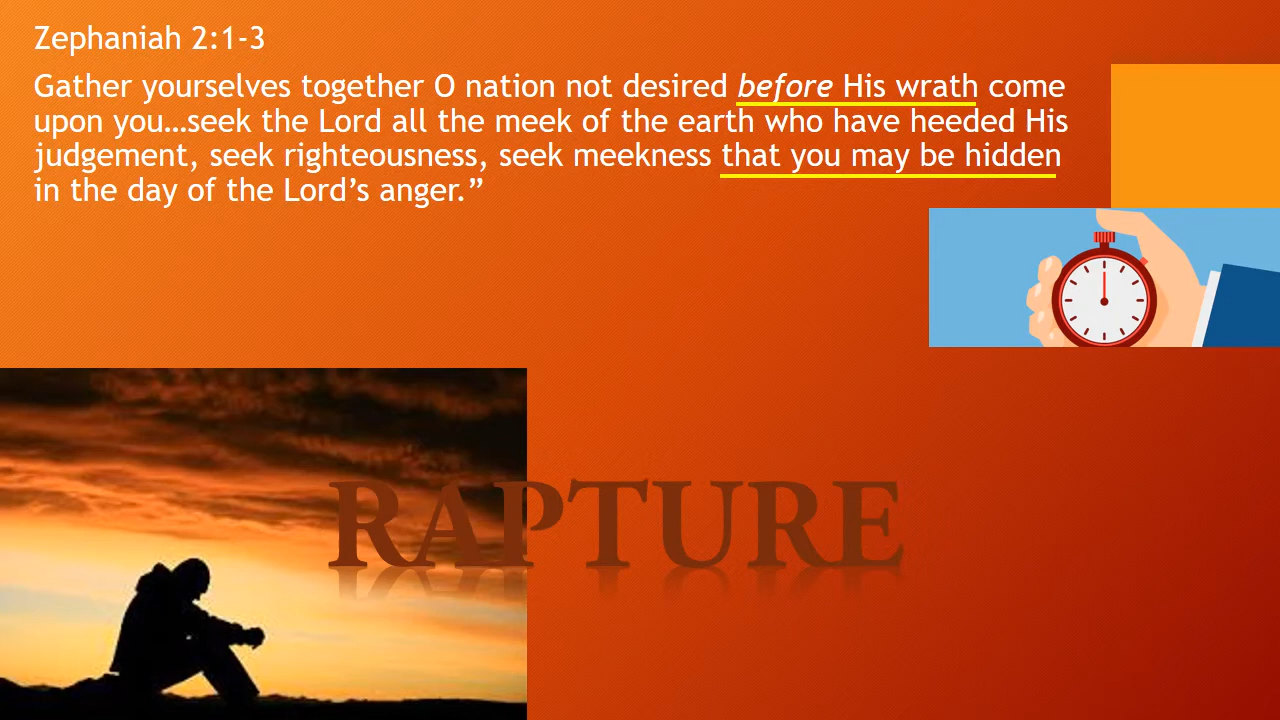 Zephaniah 2:1-3
Gather yourselves together O nation not desired before His wrath come
upon you…seek the Lord all the meek of the earth who have heeded His
judgement, seek righteousness, seek meekness that you may be hidden
in the day of the Lord’s anger.”
RAPTURE